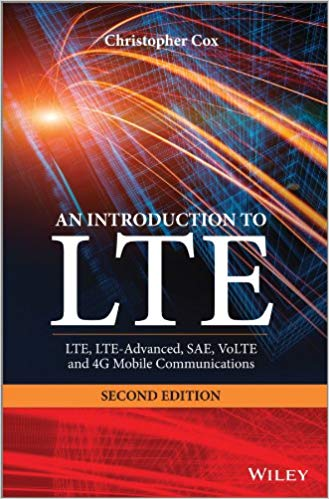 Christopher Cox
AN INTRODUCTION TO
LTE
LTE, LTE-Advanced, SAE, VoLTE
and 4G Mobile Communications
SECOND EDITION
WILEY